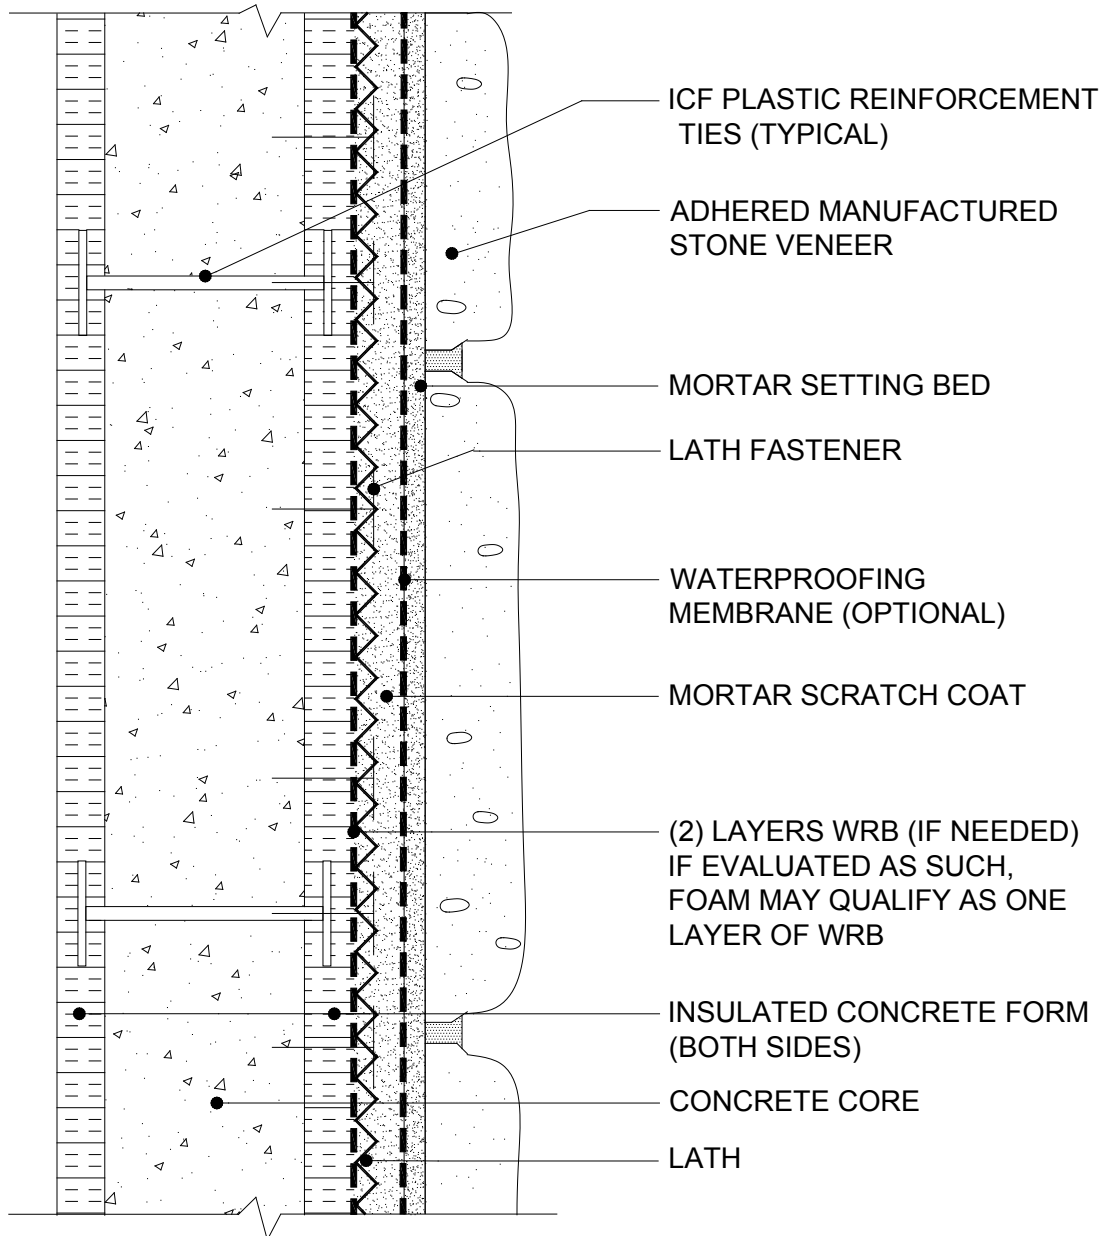 ICF PLASTIC REINFORCEMENT
TIES (TYPICAL)
ADHERED MANUFACTURED
STONE VENEER
MORTAR SETTING BED
LATH FASTENER
WATERPROOFING
MEMBRANE (OPTIONAL)
MORTAR SCRATCH COAT
(2) LAYERS WRB (IF NEEDED)
IF EVALUATED AS SUCH,
FOAM MAY QUALIFY AS ONE
LAYER OF WRB
INSULATED CONCRETE FORM
(BOTH SIDES)
CONCRETE CORE
LATH